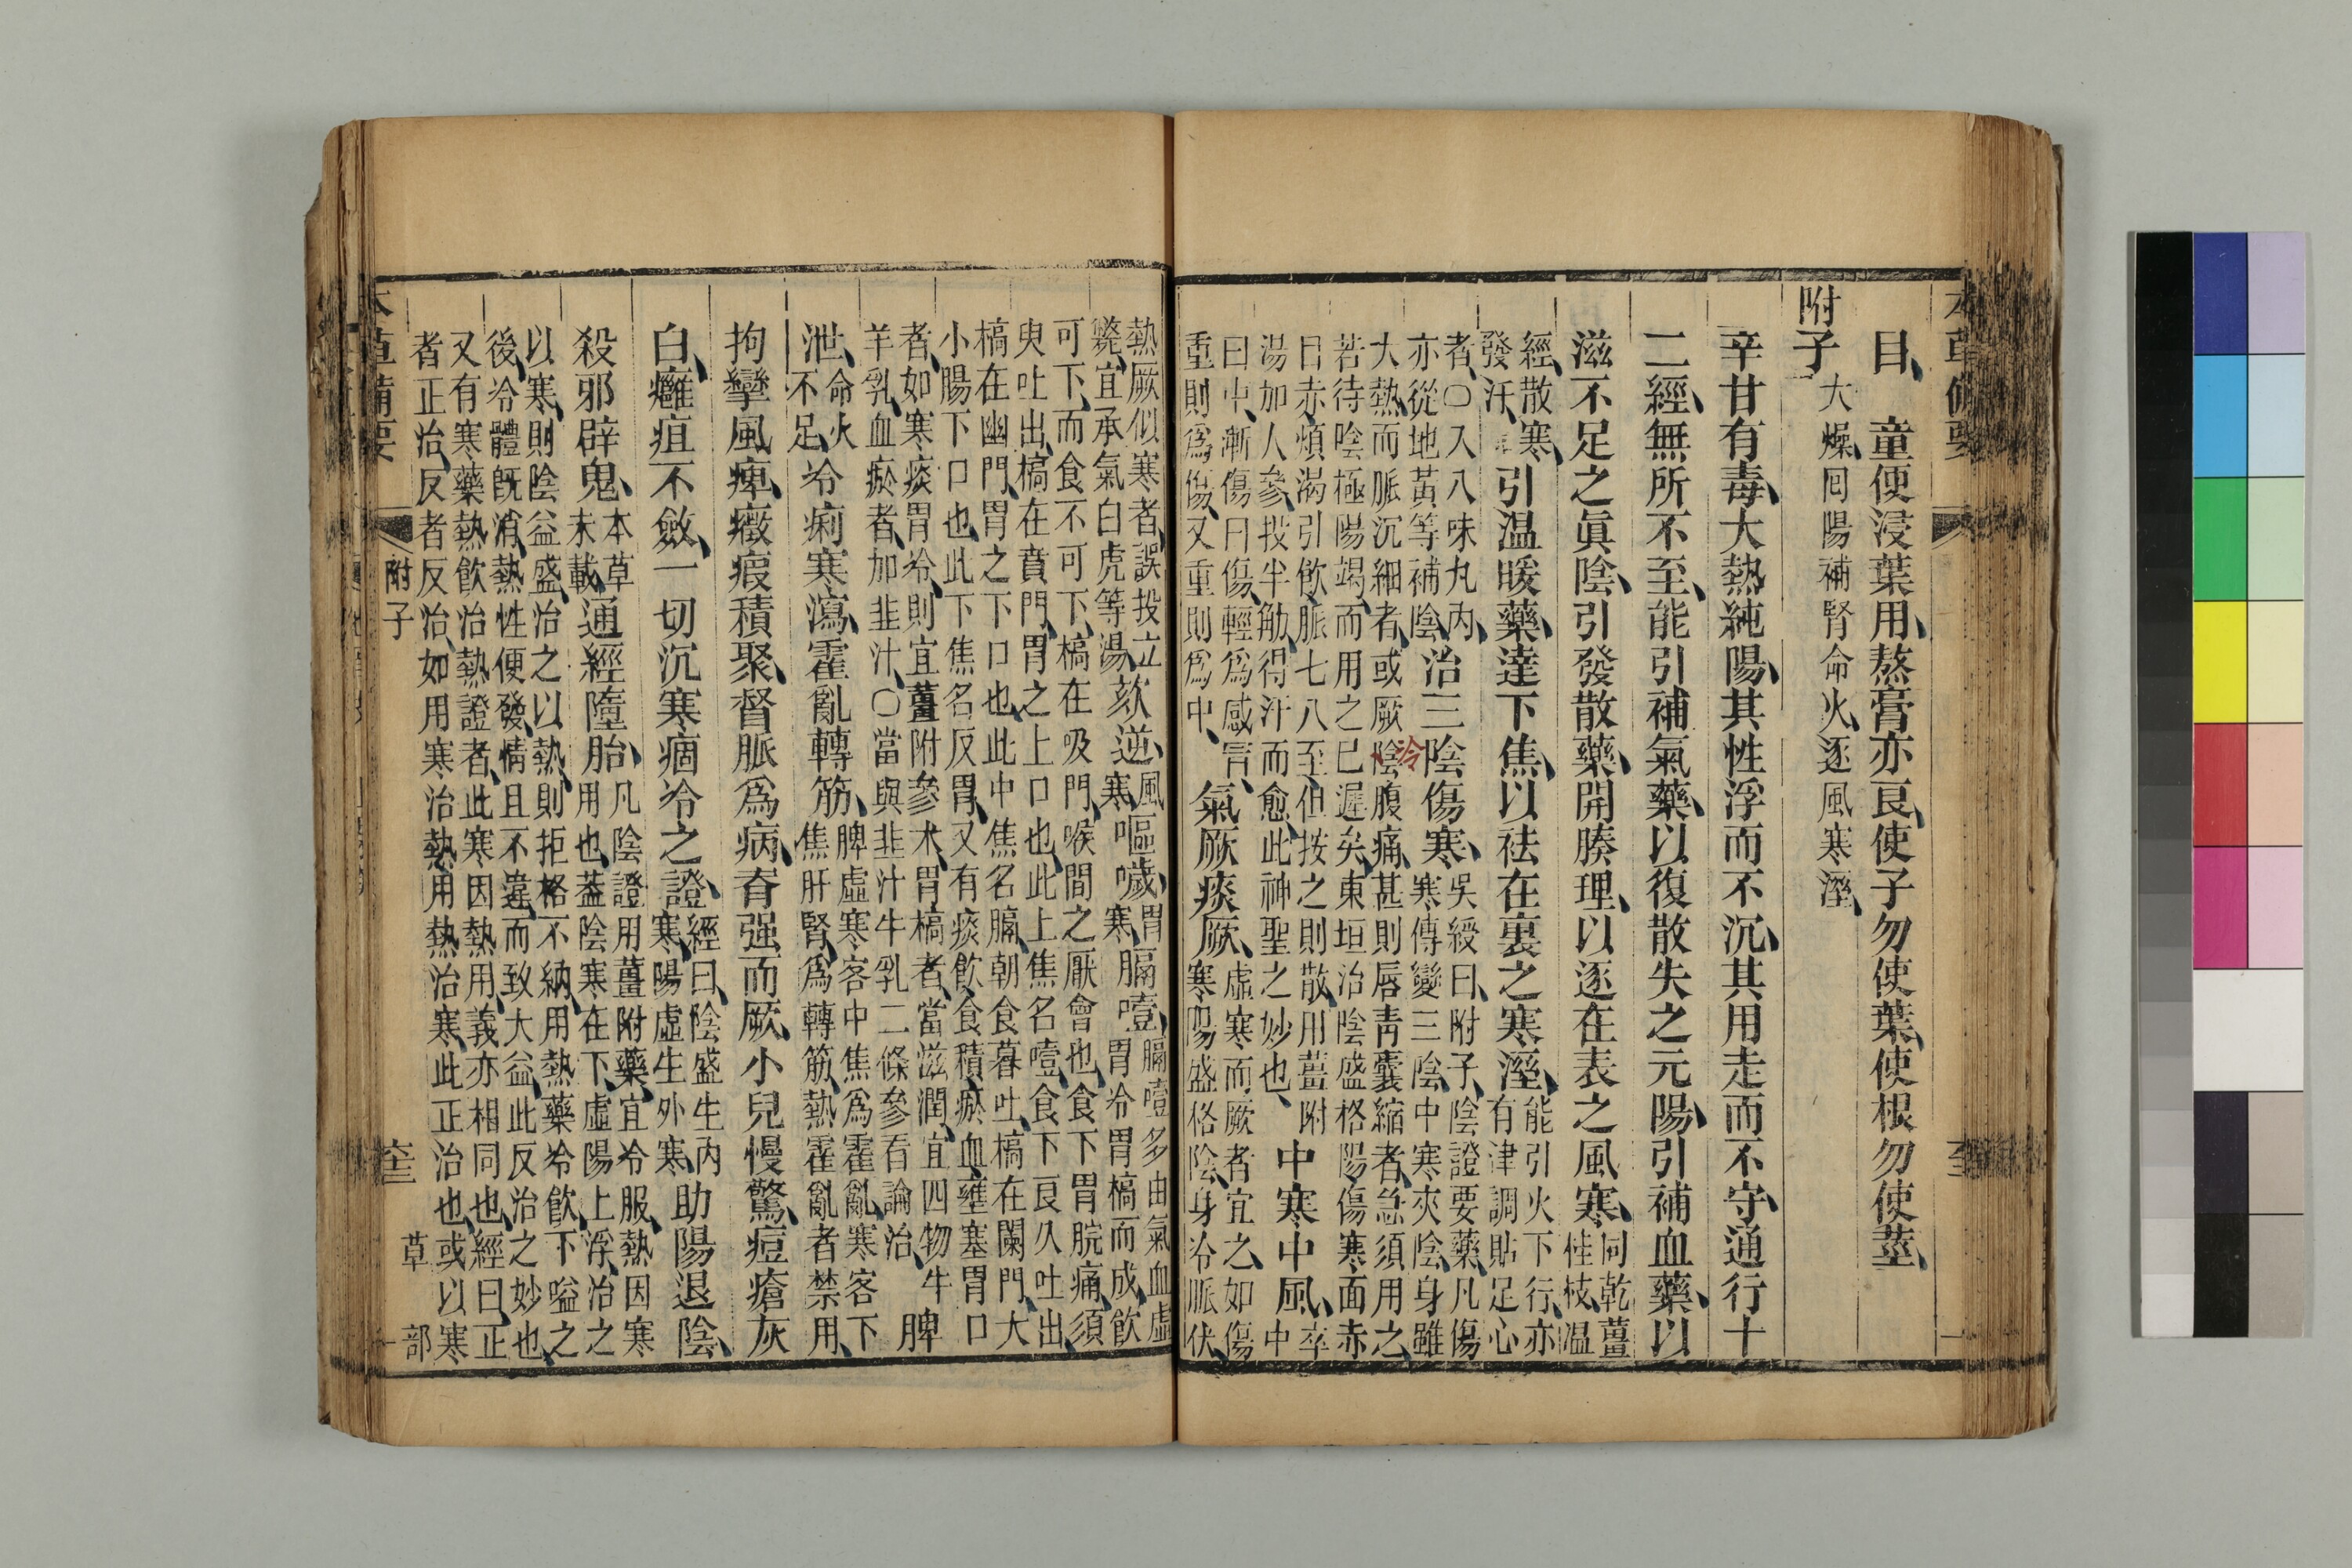 目、童便浸葉用、熬膏亦良、使子勿使葉、使根勿使莖、
附子 大燥、囘陽補腎命火、逐風寒溼、
辛甘有毒、大熱純陽、其性浮而不沉、其用走而不守、通行十
二經、無所不至、能引補氣藥、以復散失之元陽、引補血藥、以
滋不足之眞陰、引發散藥、開腠理、以逐在表之風寒、同乾薑
桂枝、温
經、散寒、
發汗、引温暖藥、達下焦、以祛在裏之寒溼、能引火下行、亦
有津調貼足心
者、○入八味丸內、
亦從地黃等補陰、治三陰傷寒、吳綬曰、附子陰證要藥、凡傷
寒傳變三陰、中寒夾陰、身雖
大熱、而脈沉細者、或厥陰腹痛、甚則唇靑囊縮者、急須用之、
冷
若待陰極陽竭、而用之已遲矣、東垣治陰盛格陽、傷寒面赤
目赤、煩渴引飲、脈七八至、但按之則散、用薑附
湯加人參、投半觔、得汗而愈、此神聖之妙也、中寒中風、卒
中
曰中、漸傷曰傷、輕爲感冒、
重則爲傷、又重則爲中、氣厥痰厥、虛寒而厥者宜之、如傷
寒陽盛格陰、身冷脈伏、
熱厥似寒者、誤投立
斃、宜承氣白虎等湯、欬逆、風
寒、嘔噦、胃
寒、膈噎、膈噎多由氣血虛
胃冷胃槁而成、飲
可下、而食不可下、槁在吸門、喉間之厭會也、食下胃脘痛、須
臾吐出、槁在賁門、胃之上口也、此上焦名噎、食下良久吐出、
槁在幽門、胃之下口也、此中焦名膈、朝食暮吐、槁在闌門、大
小腸下口也、此下焦名反胃、又有痰飲、食積瘀血、壅塞胃口
者、如寒痰胃冷、則宜薑附參朮、胃槁者、當滋潤、宜四物牛
羊乳、血瘀者、加韭汁、○當與韭汁牛乳二條參看論治、脾
泄、命火
不足、冷痢寒瀉、霍亂轉筋、脾虛寒客中焦爲霍亂、寒客下
焦肝腎、爲轉筋、熱霍亂者禁用、
拘攣風痺、癥瘕積聚、督脈爲病、脊强而厥、小兒慢驚、痘瘡灰
白、癰疽不斂、一切沉寒痼冷之證、經曰、陰盛生內
寒、陽虛生外寒、助陽退陰、
殺邪辟鬼、本草
未載、通經墮胎、凡陰證用薑附藥、宜冷服、熱因寒
用也、葢陰寒在下、虛陽上浮、治之
以寒、則陰益盛、治之以熱、則拒格不納、用熱藥冷飲、下嗌之
後、冷體旣消、熱性便發、情且不違、而致大益、此反治之妙也、
又有寒藥熱飲治熱證者、此寒因熱用、義亦相同也、經曰、正
者正治、反者反治、如用寒治熱、用熱治寒、此正治也、或以寒
本草備要 附子 草部